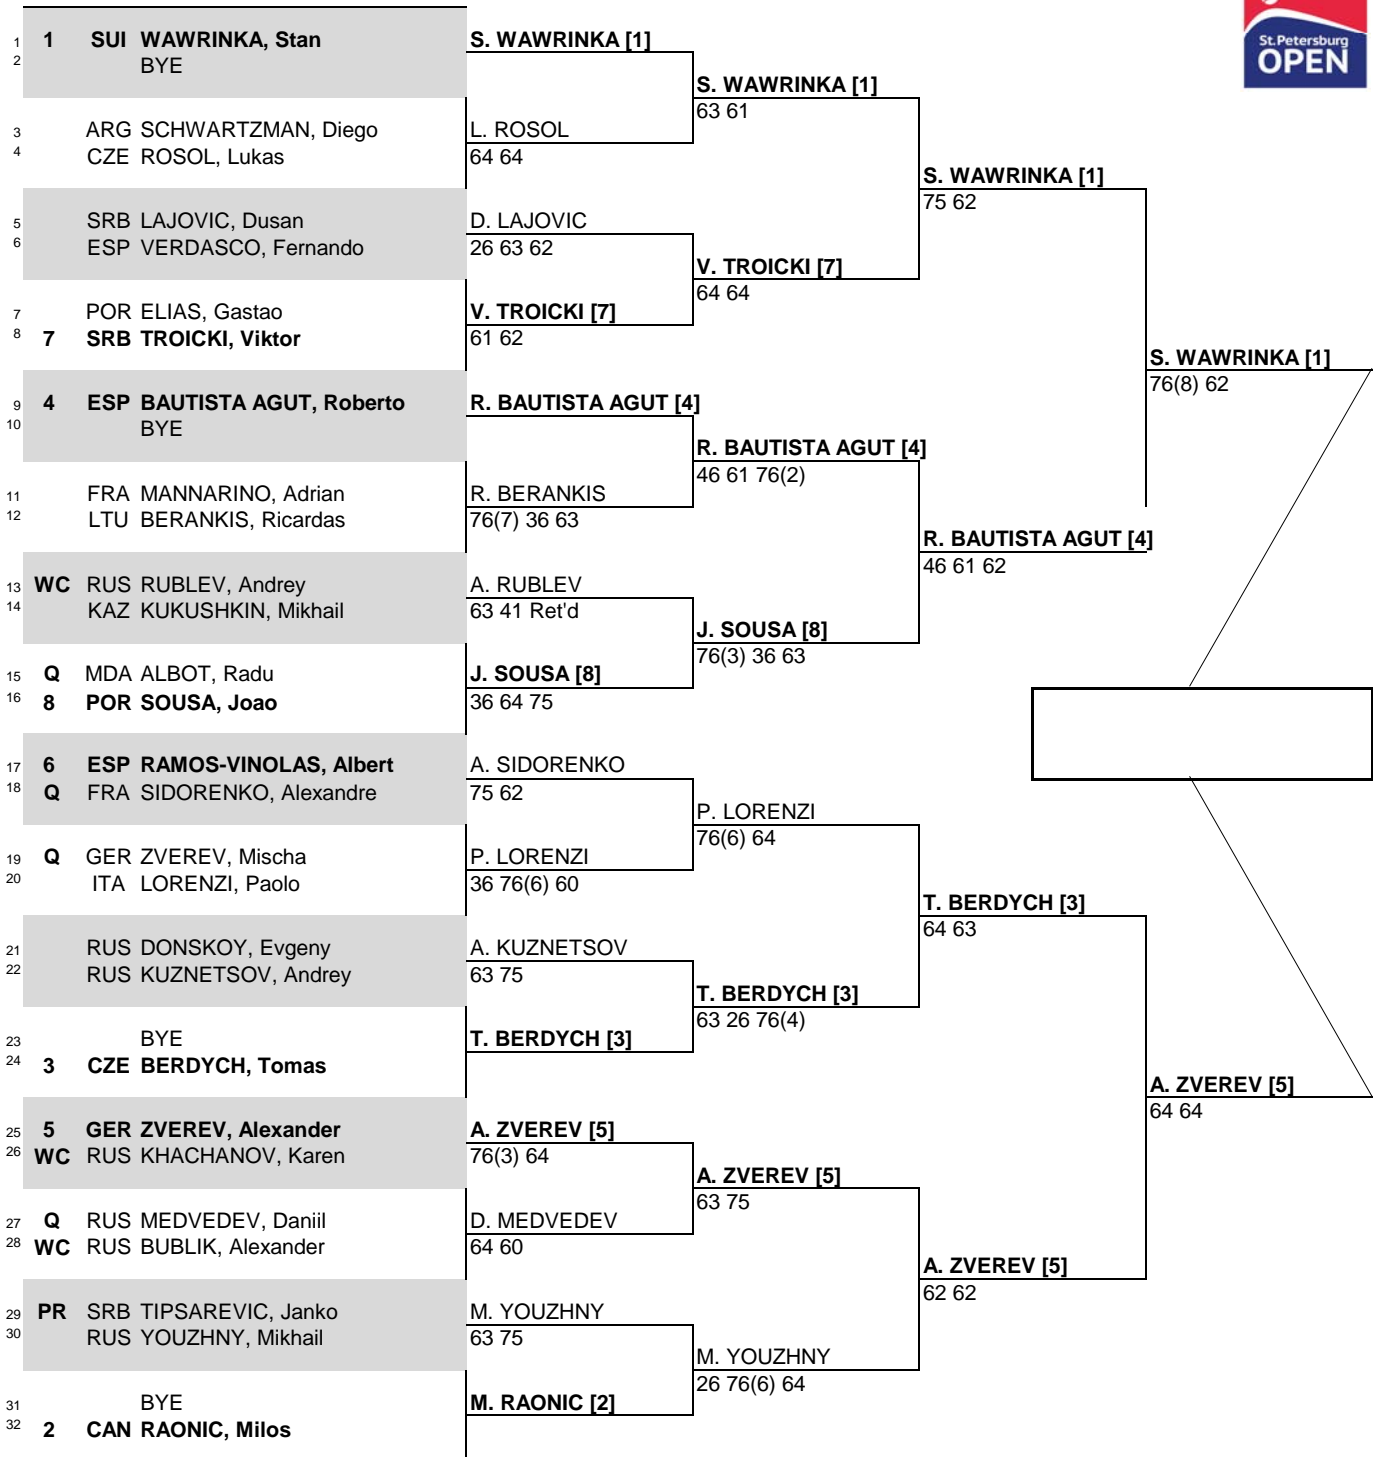 St.Petersburg
OPEN
1 1 SUI WAWRINKA, Stan S. WAWRINKA [1]
2 BYE
S. WAWRINKA [1]
63 61
3 ARG SCHWARTZMAN, Diego L. ROSOL
4 CZE ROSOL, Lukas 64 64
S. WAWRINKA [1]
75 62
5 SRB LAJOVIC, Dusan D. LAJOVIC
6 ESP VERDASCO, Fernando 26 63 62
V. TROICKI [7]
64 64
7 POR ELIAS, Gastao V. TROICKI [7]
8 7 SRB TROICKI, Viktor 61 62
S. WAWRINKA [1]
76(8) 62
9 4 ESP BAUTISTA AGUT, Roberto R. BAUTISTA AGUT [4]
10 BYE
R. BAUTISTA AGUT [4]
46 61 76(2)
11 FRA MANNARINO, Adrian R. BERANKIS
12 LTU BERANKIS, Ricardas 76(7) 36 63
R. BAUTISTA AGUT [4]
46 61 62
13 WC RUS RUBLEV, Andrey A. RUBLEV
14 KAZ KUKUSHKIN, Mikhail 63 41 Ret'd
J. SOUSA [8]
76(3) 36 63
15 Q MDA ALBOT, Radu J. SOUSA [8]
16 8 POR SOUSA, Joao 36 64 75
17 6 ESP RAMOS-VINOLAS, Albert A. SIDORENKO
18 Q FRA SIDORENKO, Alexandre 75 62
P. LORENZI
76(6) 64
19 Q GER ZVEREV, Mischa P. LORENZI
20 ITA LORENZI, Paolo 36 76(6) 60
T. BERDYCH [3]
64 63
21 RUS DONSKOY, Evgeny A. KUZNETSOV
22 RUS KUZNETSOV, Andrey 63 75
T. BERDYCH [3]
63 26 76(4)
23 BYE T. BERDYCH [3]
24 3 CZE BERDYCH, Tomas
A. ZVEREV [5]
64 64
25 5 GER ZVEREV, Alexander A. ZVEREV [5]
26 WC RUS KHACHANOV, Karen 76(3) 64
A. ZVEREV [5]
63 75
27 Q RUS MEDVEDEV, Daniil D. MEDVEDEV
28 WC RUS BUBLIK, Alexander 64 60
A. ZVEREV [5]
62 62
29 PR SRB TIPSAREVIC, Janko M. YOUZHNY
30 RUS YOUZHNY, Mikhail 63 75
M. YOUZHNY
26 76(6) 64
31 BYE M. RAONIC [2]
32 2 CAN RAONIC, Milos